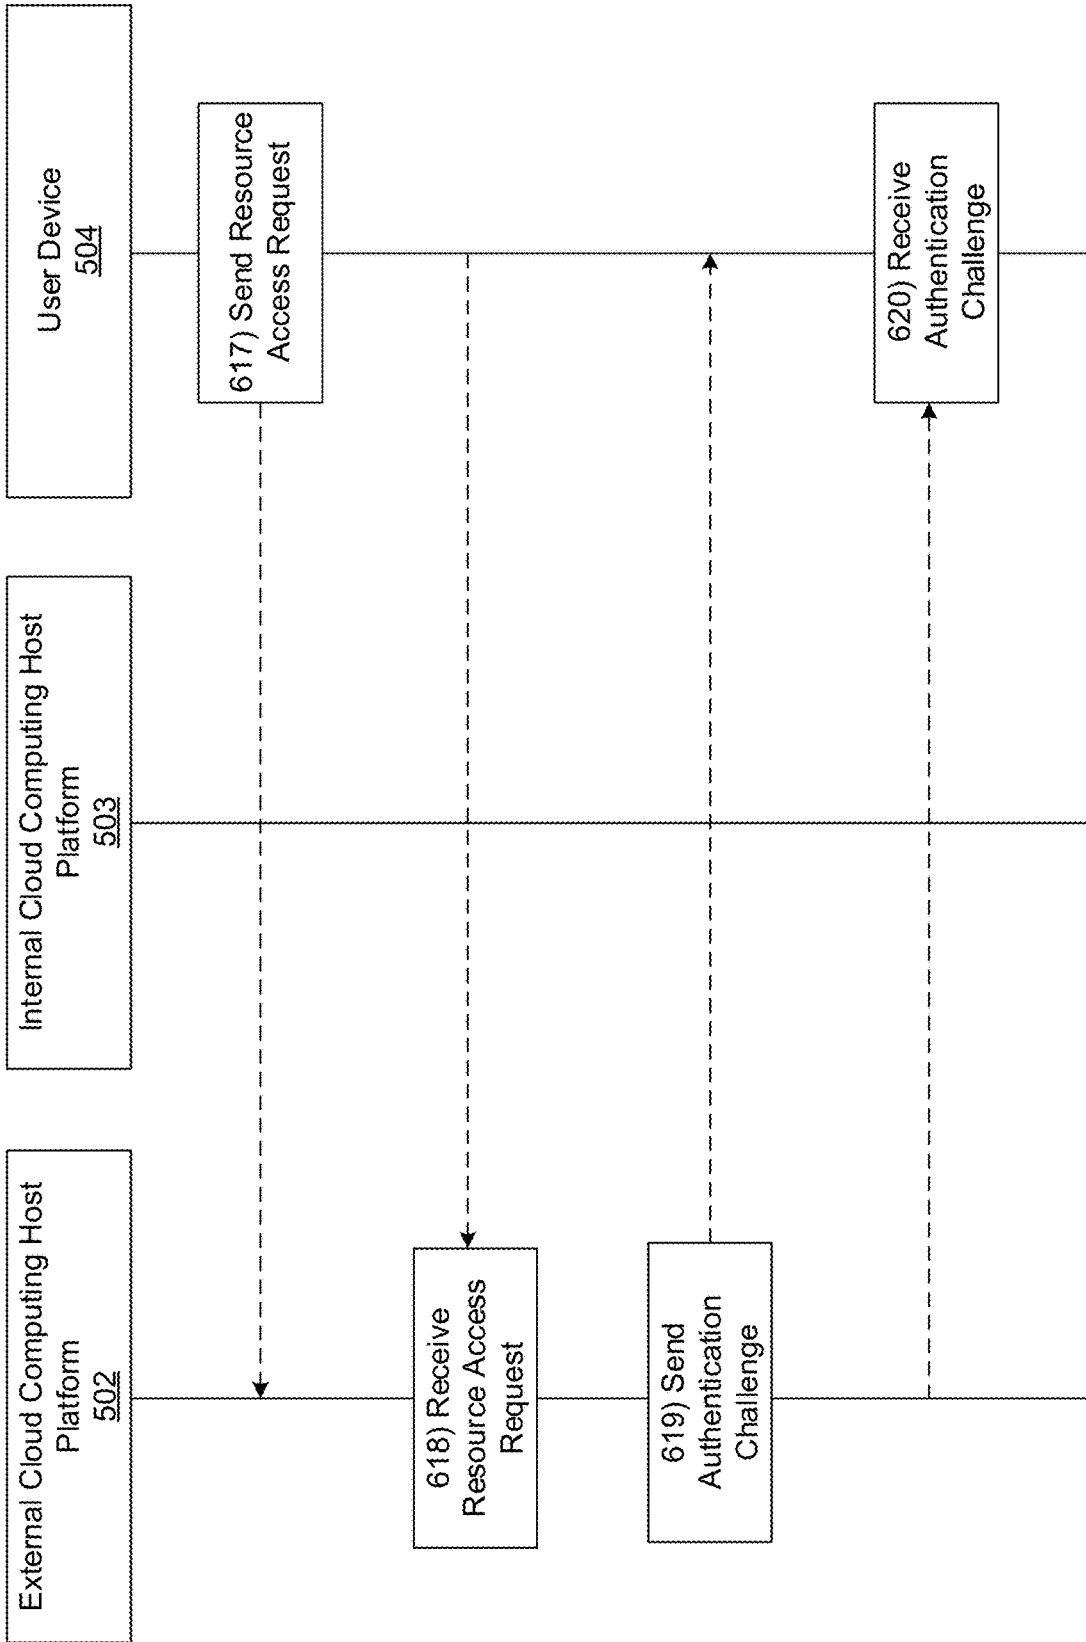 External Cloud Computing Host
Platform
502
Internal Cloud Computing Host
Platform
503
User Device
504
617) Send Resource
Access Request
618) Receive
Resource Access
Request
619) Send
Authentication
Challenge
620) Receive
Authentication
Challenge